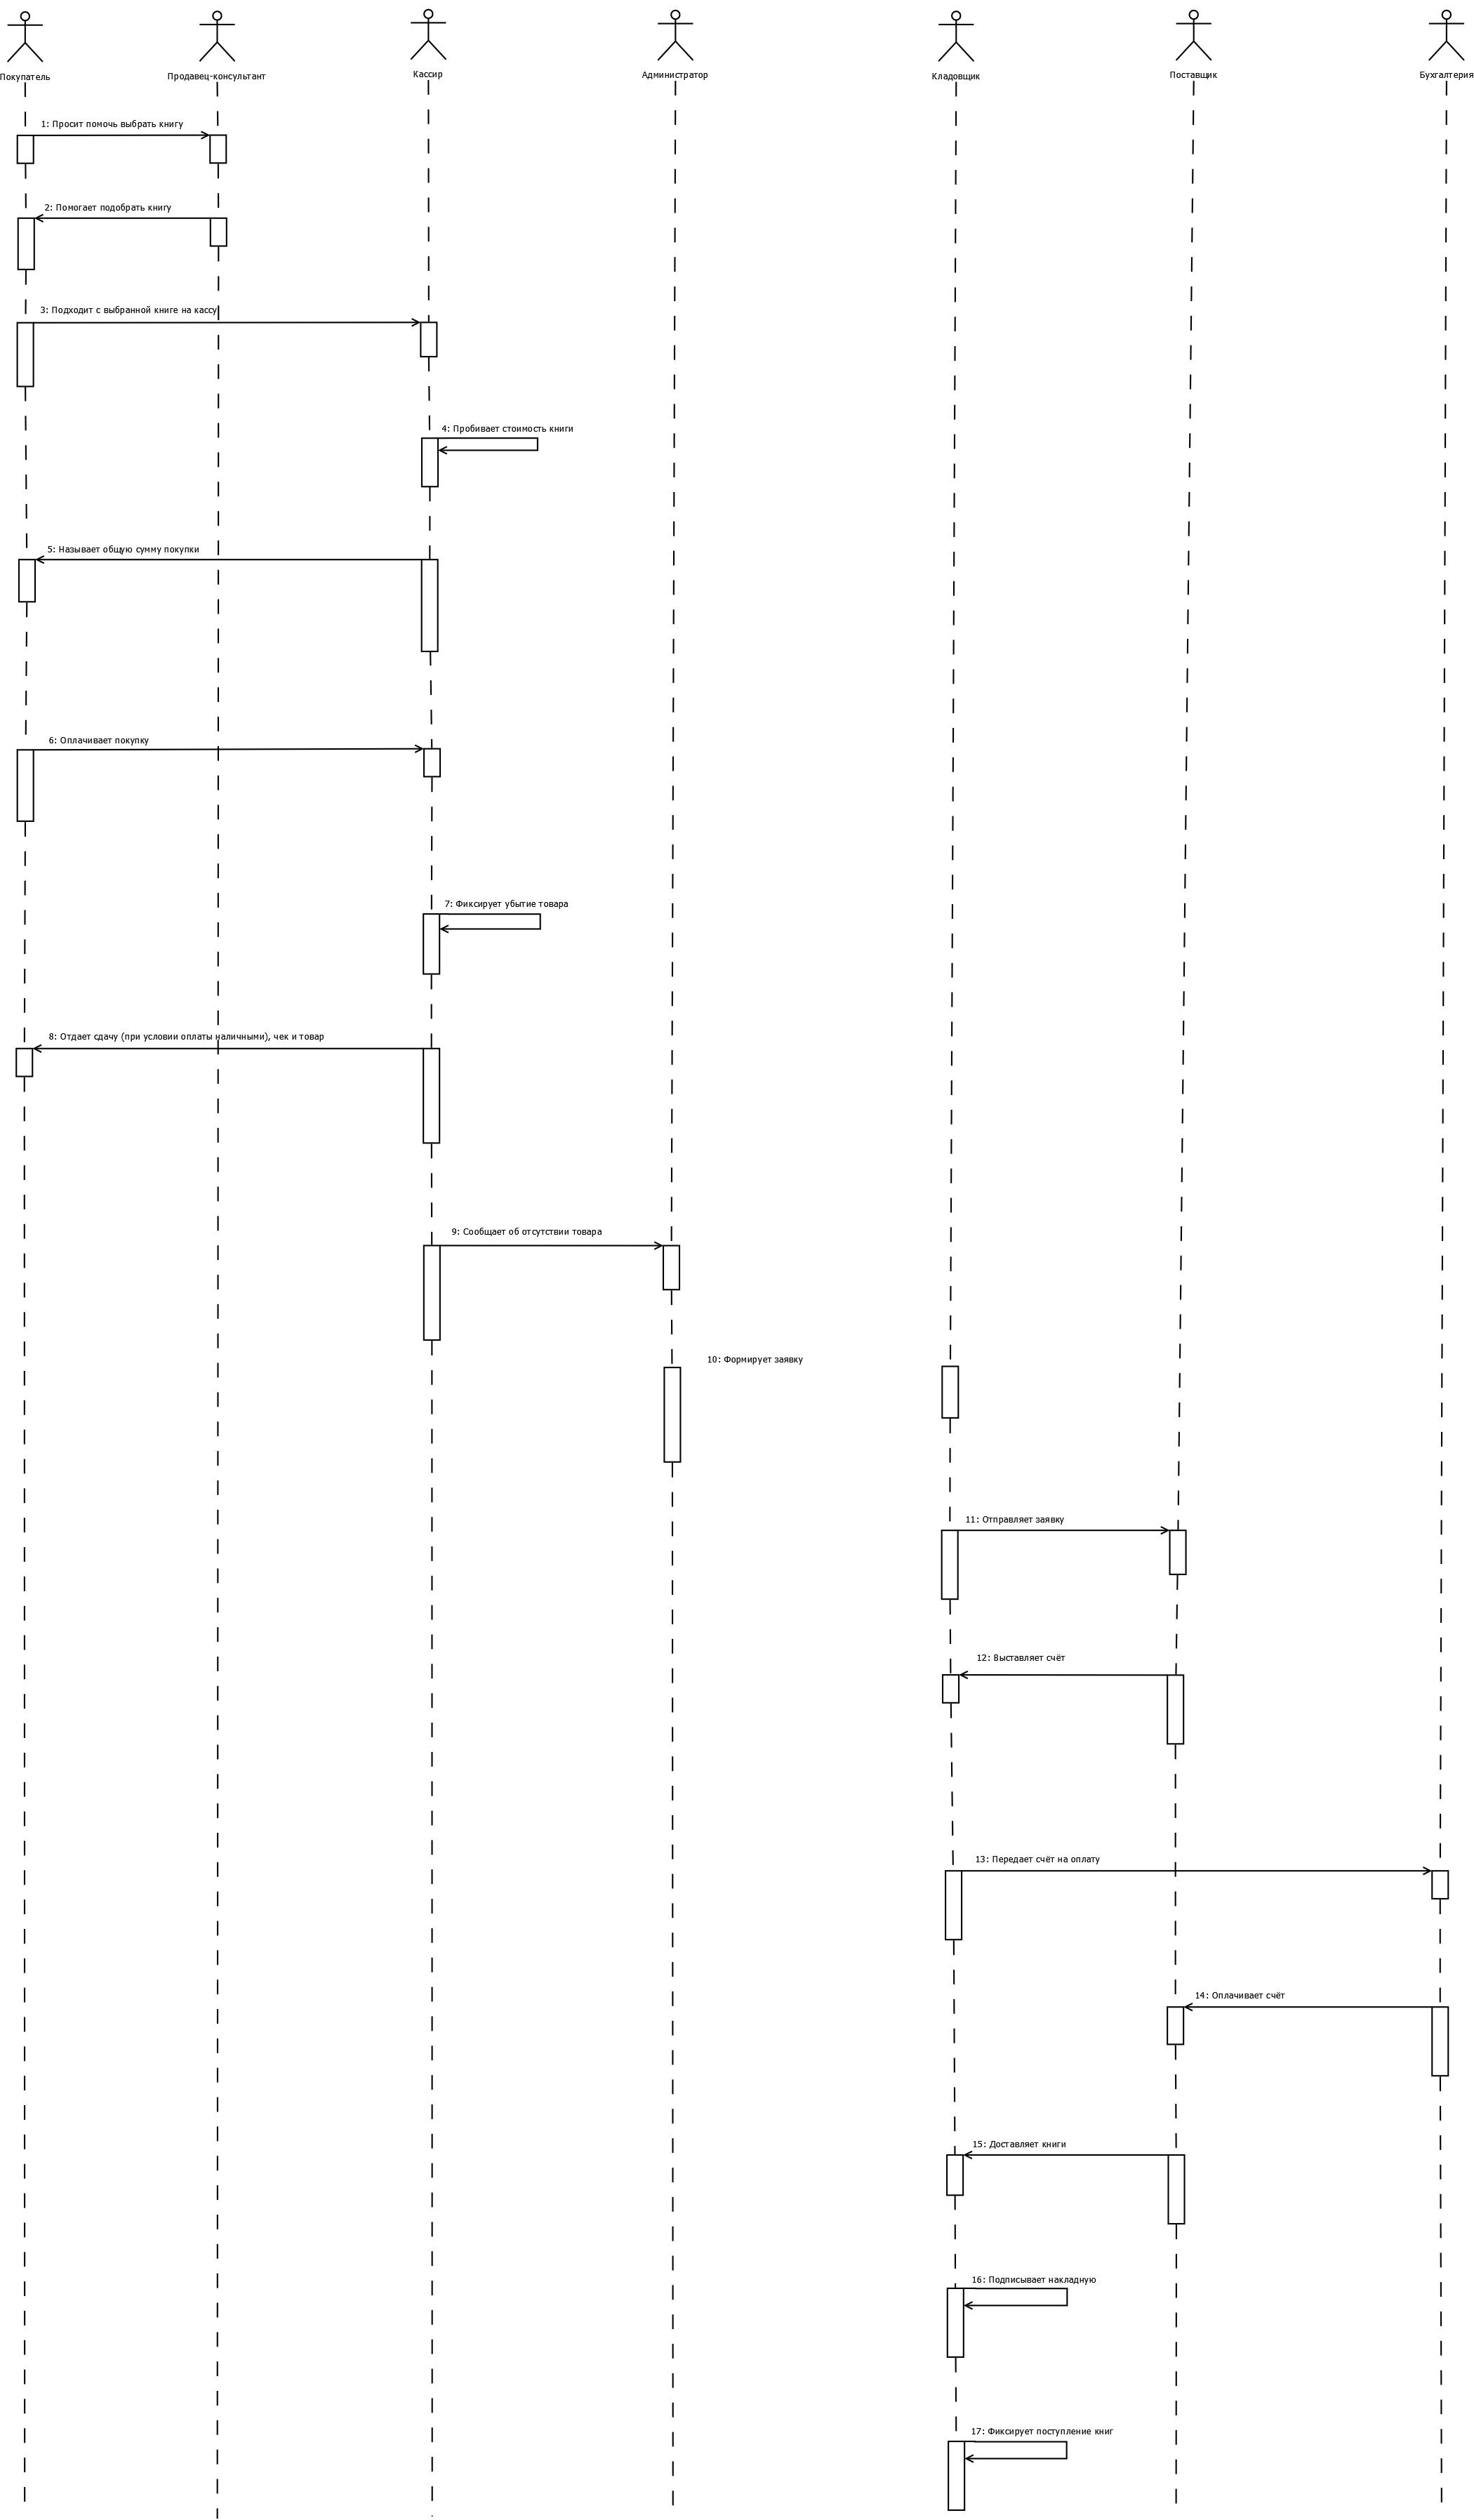 Покупатель
Продавец-консультант
Кассир
Администратор
Кладовщик
Поставщик
Бухгалтерия
1: Просит помочь выбрать книгу
2: Помогает подобрать книгу
3: Подходит с выбранной книге на кассу
4: Пробивает стоимость книги
5: Называет общую сумму покупки
6: Оплачивает покупку
7: Фиксирует убытие товара
8: Отдает сдачу (при условии оплаты наличными), чек и товар
9: Сообщает об отсутствии товара
10: Формирует заявку
11: Отправляет заявку
12: Выставляет счёт
13: Передает счёт на оплату
14: Оплачивает счёт
15: Доставляет книги
16: Подписывает накладную
17: Фиксирует поступление книг